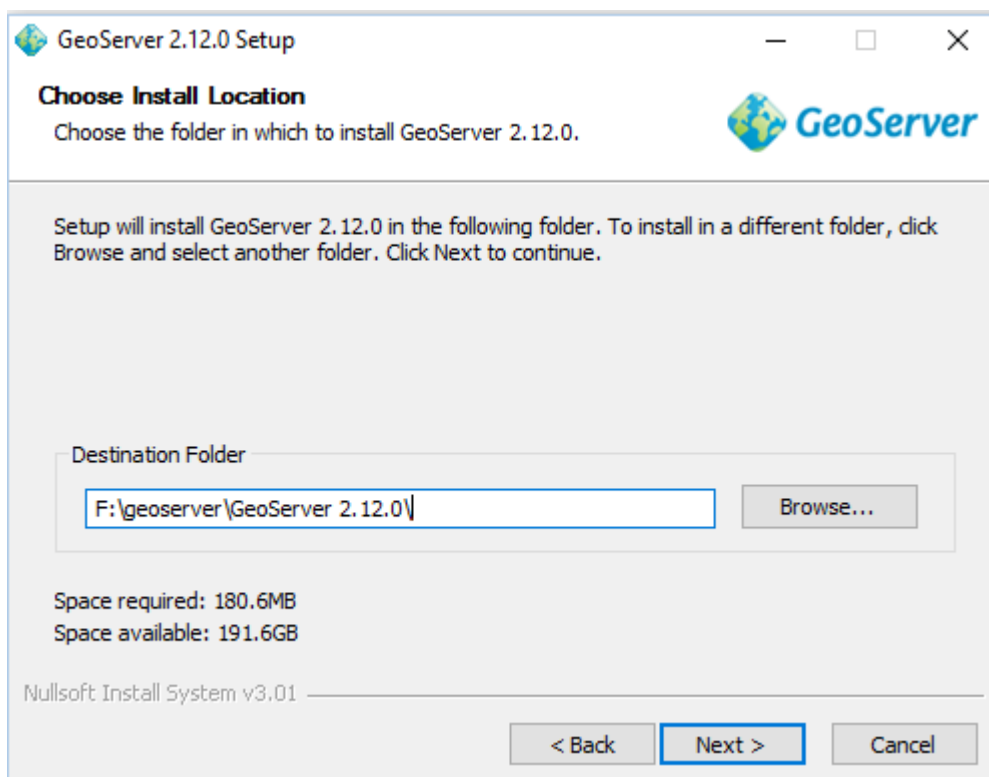 GeoServer 2.12.0 Setup
Choose Install Location
Choose the folder in which to install GeoServer 2.12.0.
GeoServer
Setup will install GeoServer 2.12.0 in the following folder. To install in a different folder, click
Browse and select another folder. Click Next to continue.
Destination Folder
F:\geoserver\GeoServer 2.12.0\
Browse...
Space required: 180.6MB
Space available: 191.6GB
Nullsoft Install System v3.01
< Back
Next >
Cancel